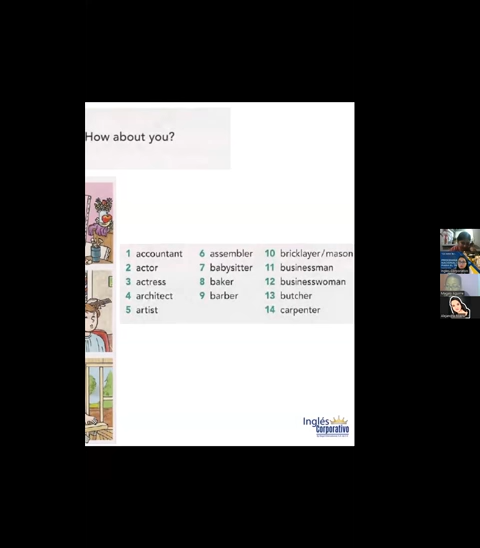 How about you?
1 accountant
2 actor
3 actress
4 architect
5 artist
6 assembler
7 babysitter
8 baker
9 barber
10 bricklayer/mason
11 businessman
12 businesswoman
13 butcher
14 carpenter
Inglés
Corporativo